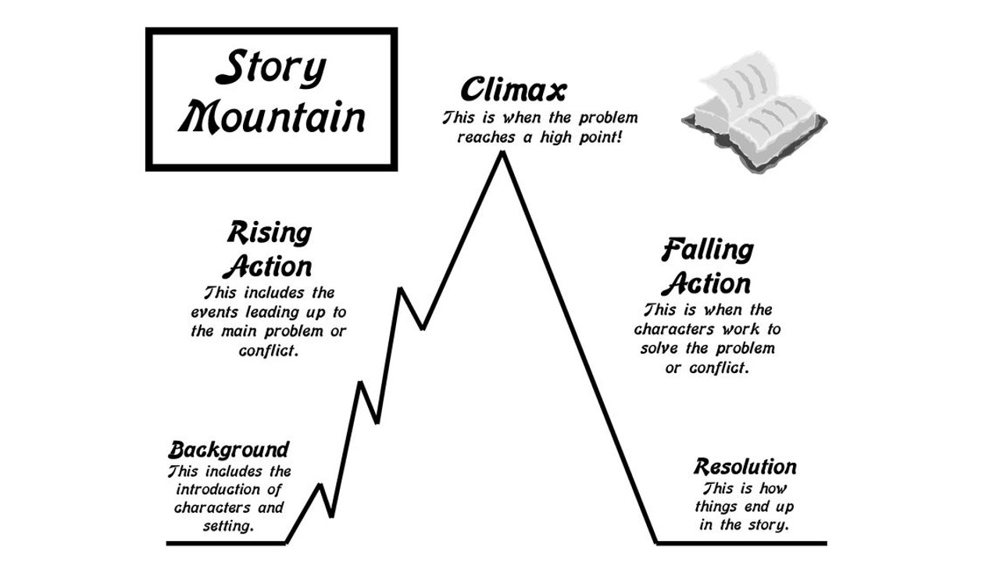 Story
Mountain
Climax
This is when the problem
reaches a high point!
Rising
Action
This includes the
events leading up to
the main problem or
conflict.
Falling
Action
This is when the
characters work to
solve the problem
or conflict.
Background
This includes the
introduction of
characters and
setting.
Resolution
This is how
things end up
in the story.